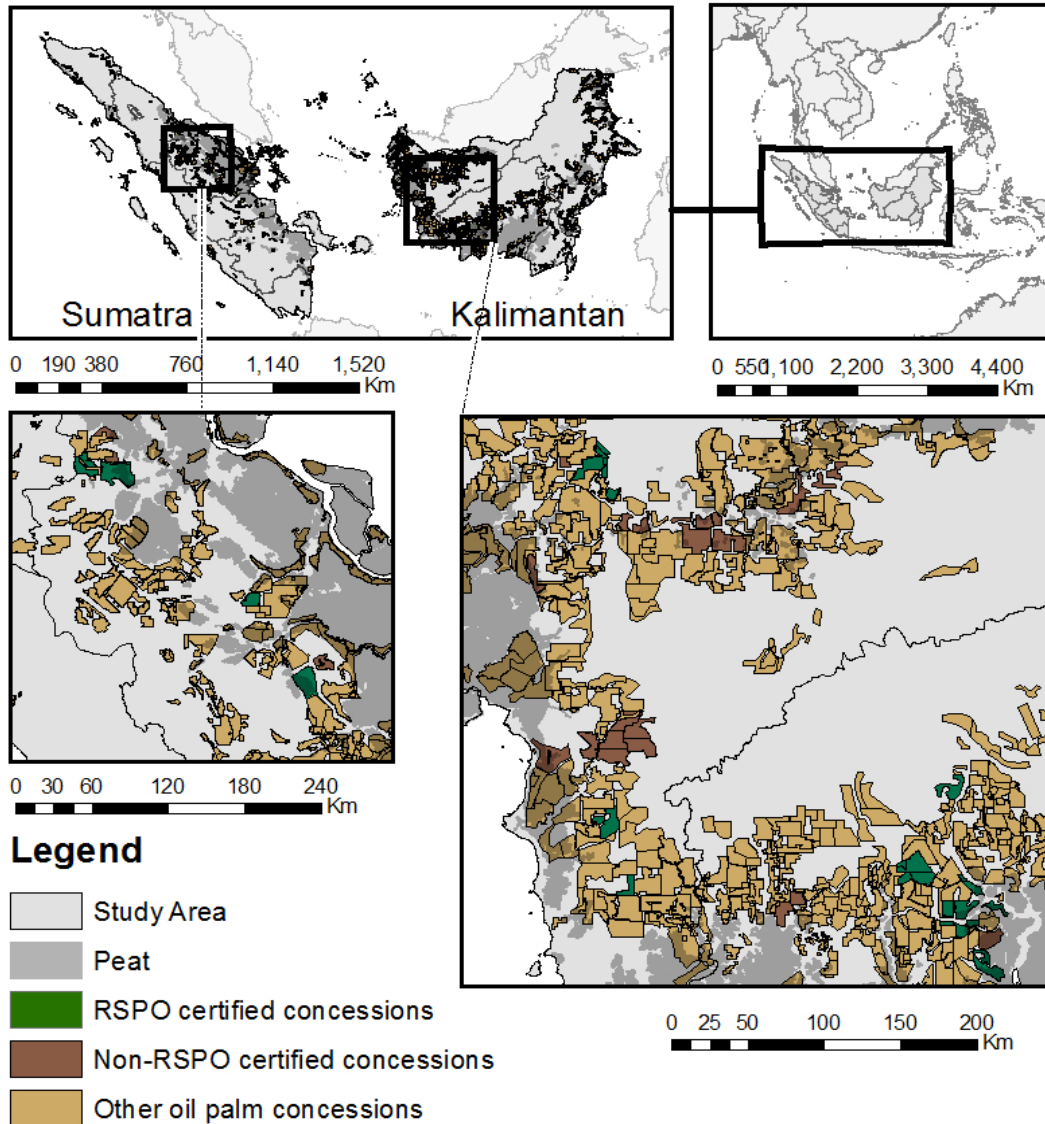 Sumatra
Kalimantan
0 190 380 760 1,140 1,520
Km
0 550 1,100 2,200 3,300 4,400
Km
0 30 60 120 180 240
Km
Legend
Study Area
Peat
RSPO certified concessions
Non-RSPO certified concessions
Other oil palm concessions
0 25 50 100 150 200
Km